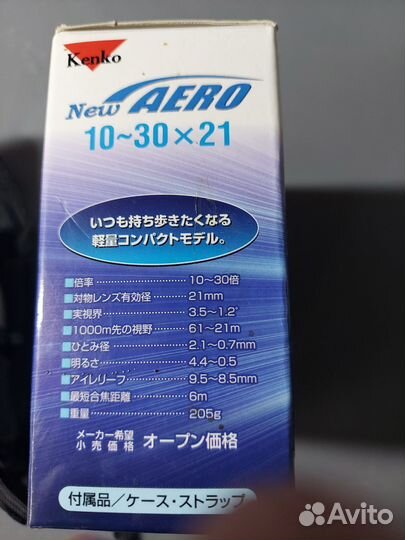 Kenko
New AERO
10~30×21
いつも持ち歩きたくなる
軽量コンパクトモデル。
■倍率 10~30倍
■対物レンズ有効径 21mm
■実視界 3.5~1.2°
■1000m先の視野 61~21m
■ひとみ径 2.1~0.7mm
■明るさ 4.4~0.5
■アイレリーフ 9.5~8.5mm
■最短合焦距離 6m
■重量 205g
メーカー希望
小売価格 オープン価格
付属品/ケース・ストラップ
Avito